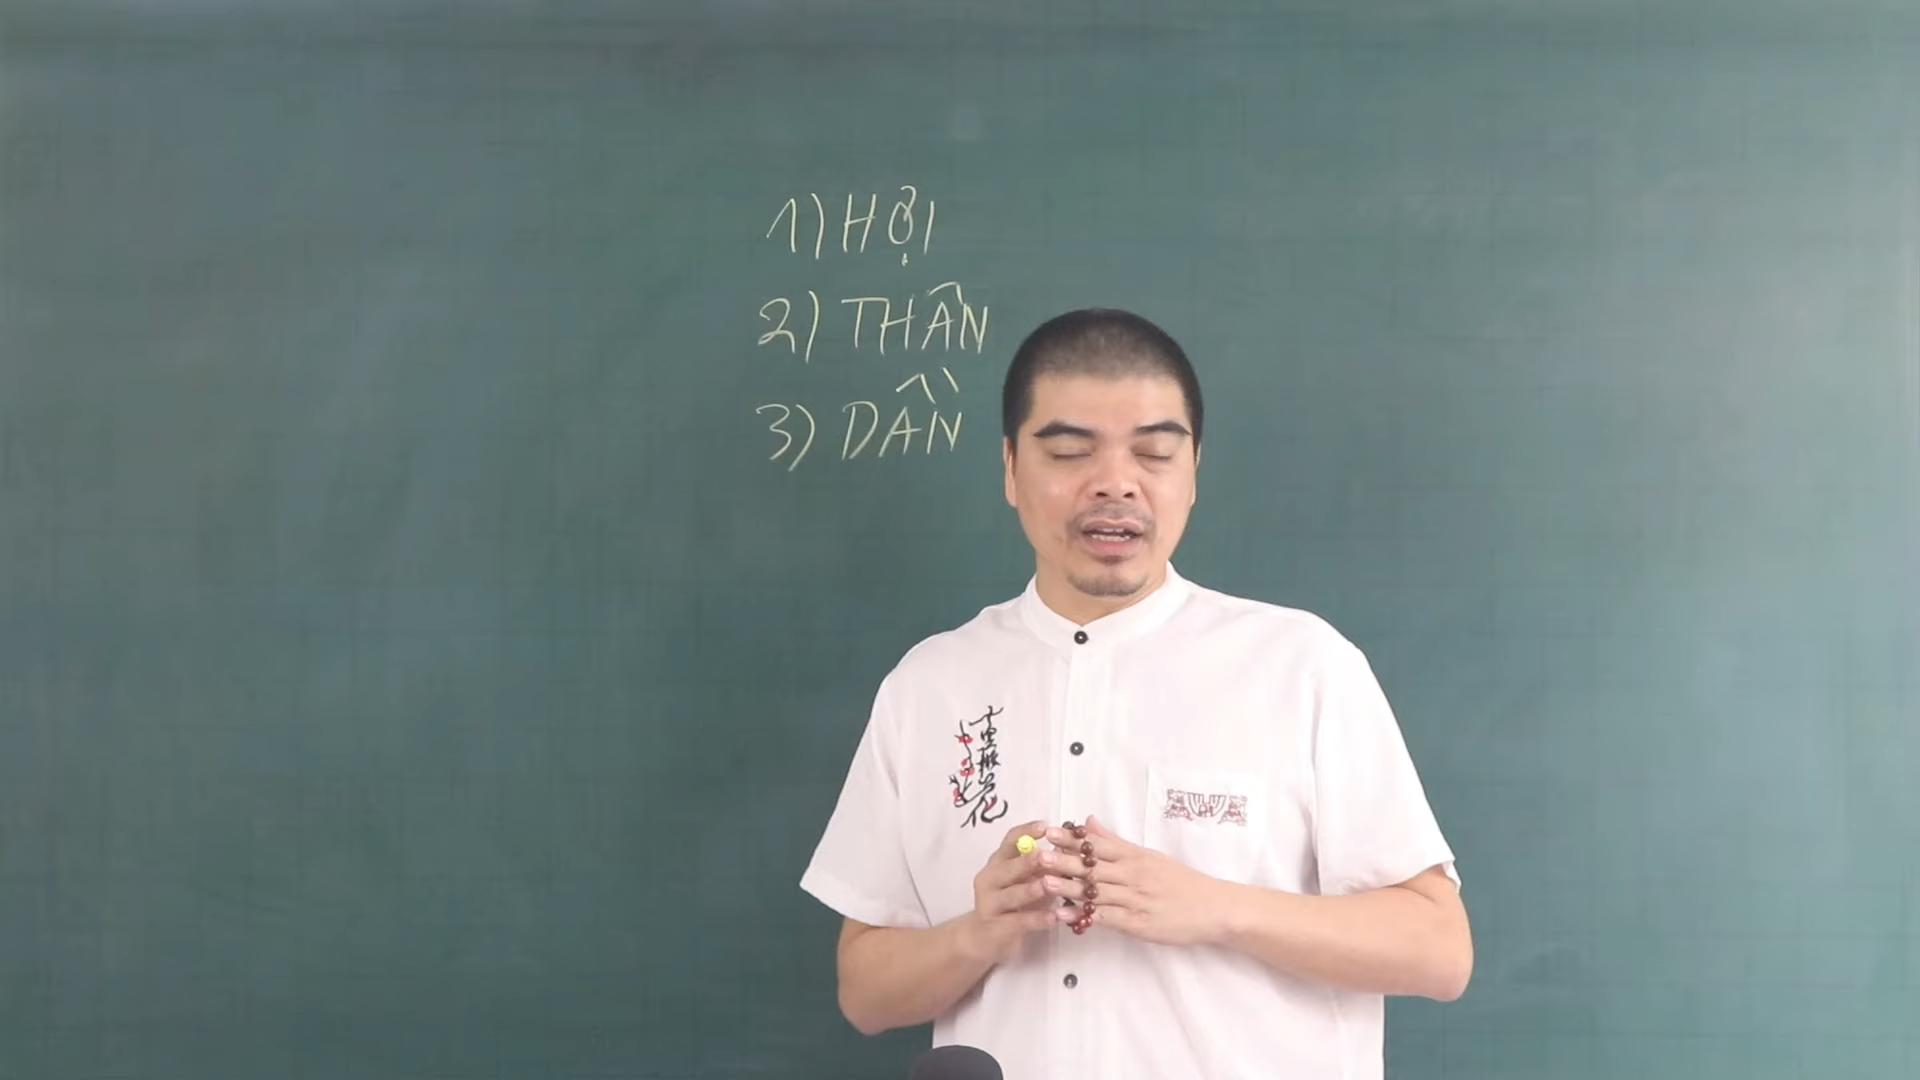 1) HỢI
2) THÂN
3) DẦN